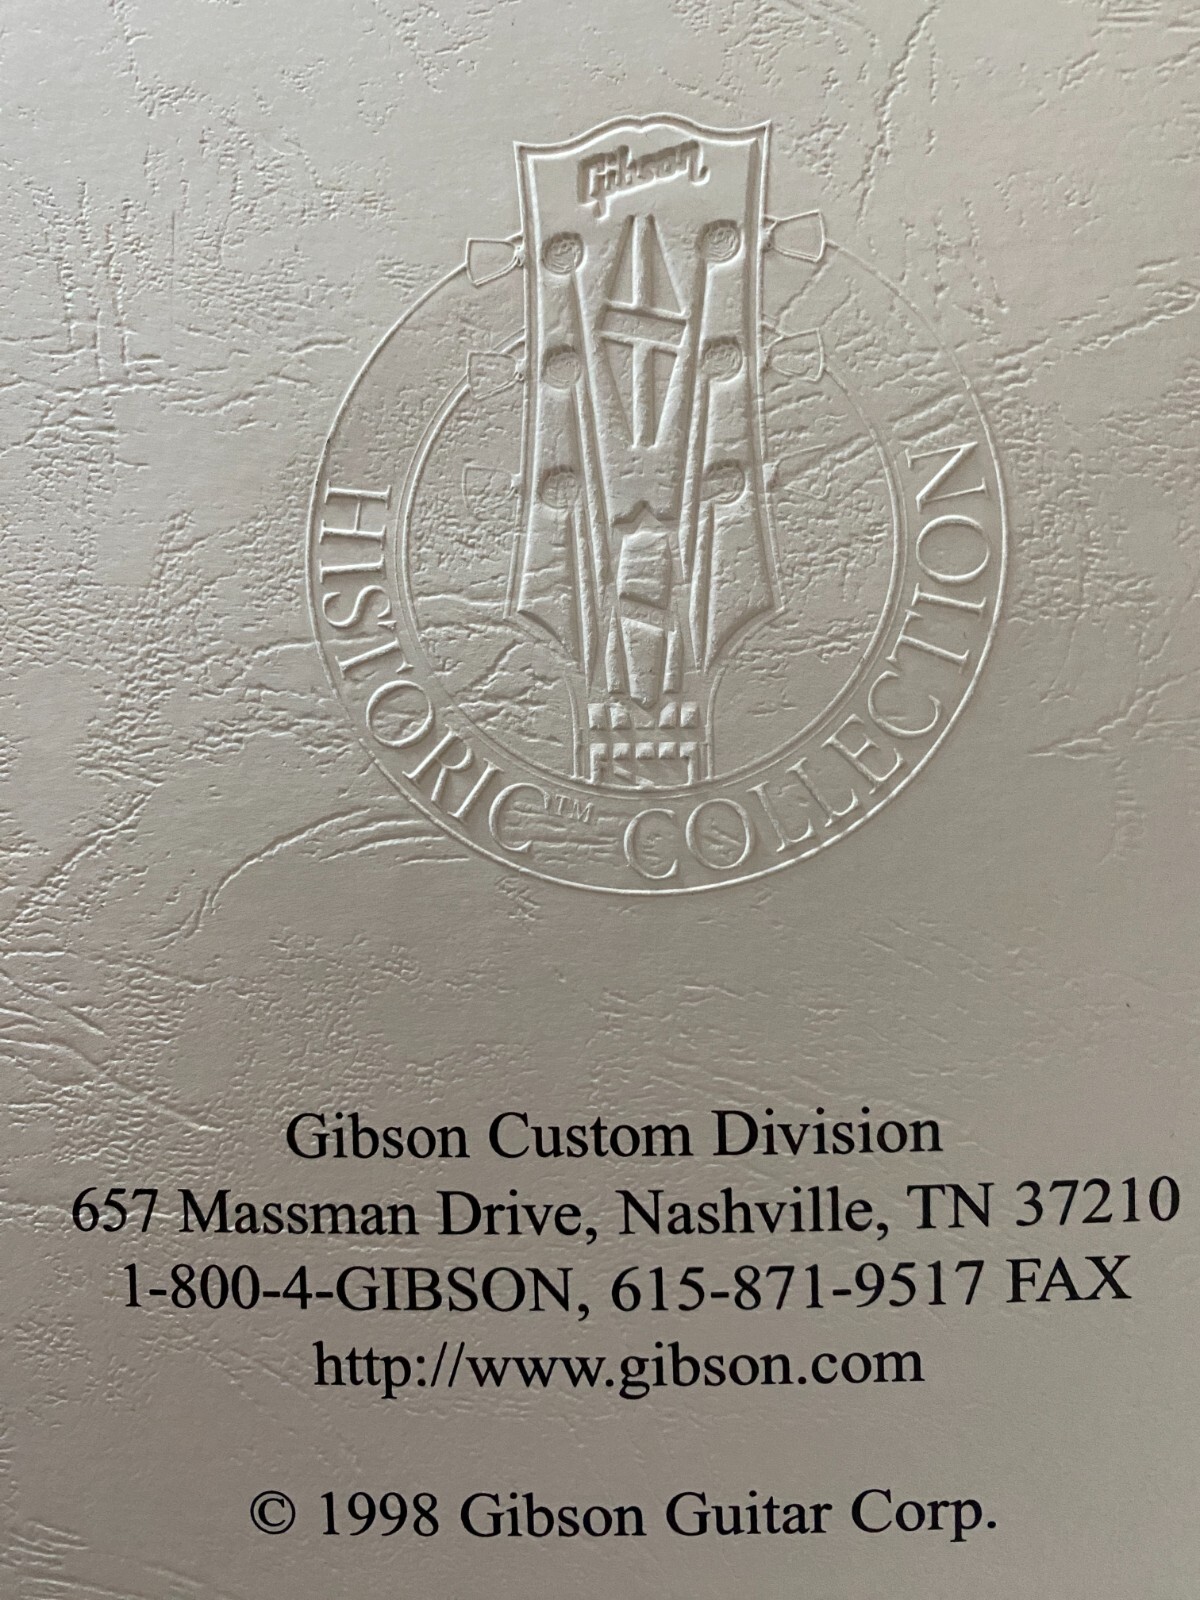 Gibson
HISTORIC™ COLLECTION
Gibson Custom Division
657 Massman Drive, Nashville, TN 37210
1-800-4-GIBSON, 615-871-9517 FAX
http://www.gibson.com
© 1998 Gibson Guitar Corp.